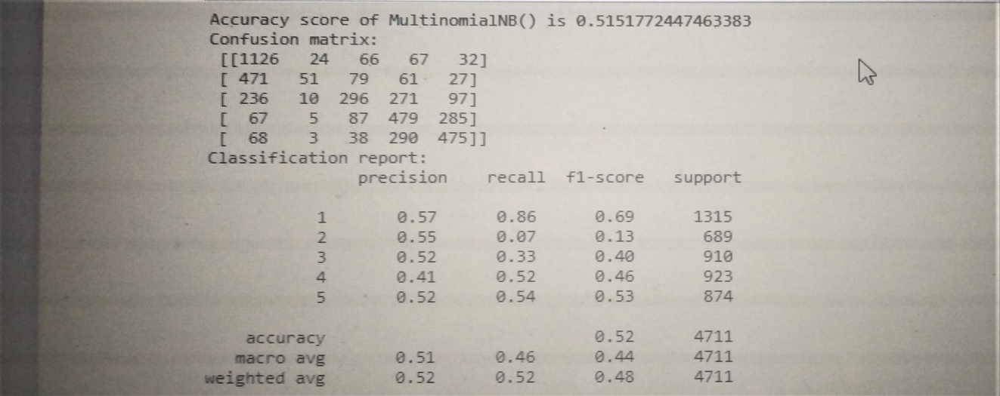 Accuracy score of MultinomialNB() is 0.5151772447463383
Confusion matrix:
[[1126 24 66 67 32]
[ 471 51 79 61 27]
[ 236 10 296 271 97]
[ 67 5 87 479 285]
[ 68 3 38 290 475]]
Classification report:
precision recall f1-score support
1 0.57 0.86 0.69 1315
2 0.55 0.07 0.13 689
3 0.52 0.33 0.40 910
4 0.41 0.52 0.46 923
5 0.52 0.54 0.53 874
accuracy 0.52 4711
macro avg 0.51 0.46 0.44 4711
weighted avg 0.52 0.52 0.48 4711